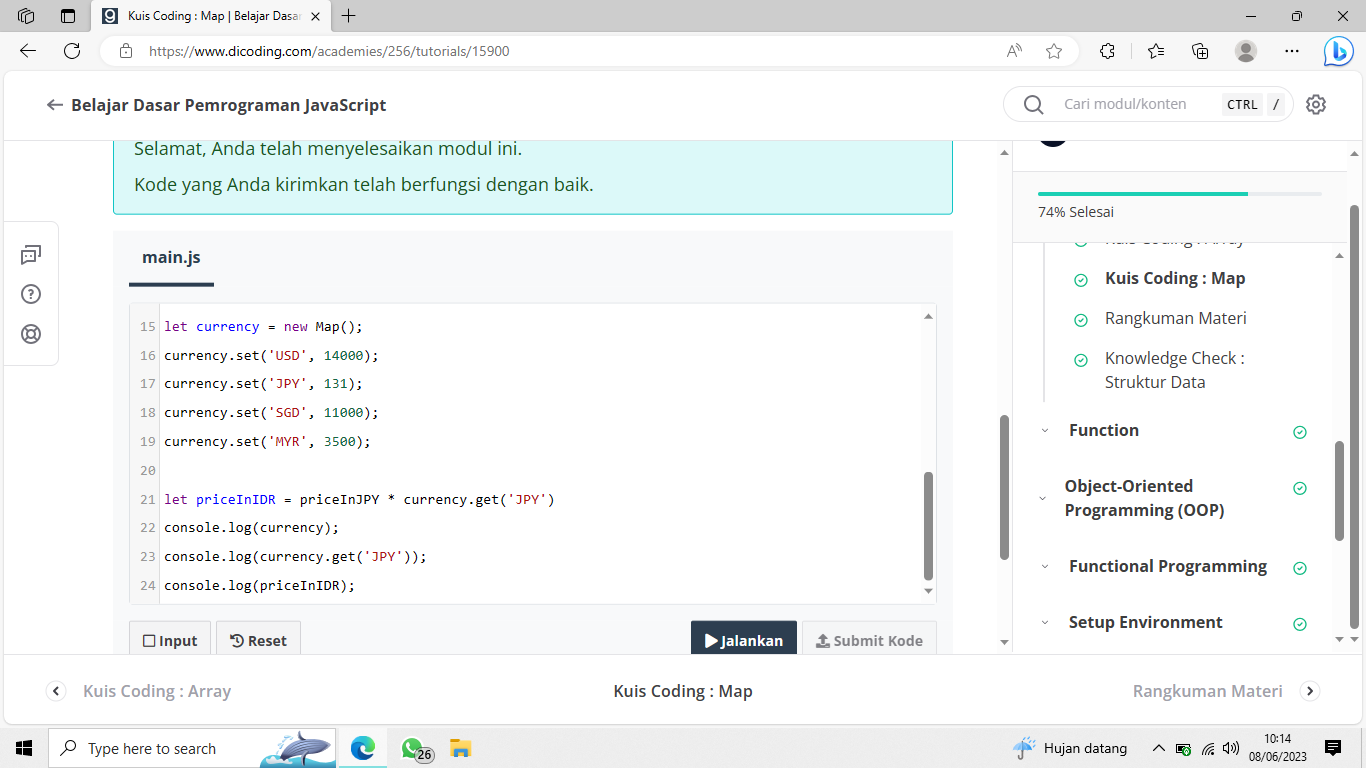 Kuis Coding : Map | Belajar Dasar
https://www.dicoding.com/academies/256/tutorials/15900
Belajar Dasar Pemrograman JavaScript
Cari modul/konten
CTRL /
Selamat, Anda telah menyelesaikan modul ini.
Kode yang Anda kirimkan telah berfungsi dengan baik.
main.js
15 let currency = new Map();
16 currency.set('USD', 14000);
17 currency.set('JPY', 131);
18 currency.set('SGD', 11000);
19 currency.set('MYR', 3500);
20
21 let priceInIDR = priceInJPY * currency.get('JPY')
22 console.log(currency);
23 console.log(currency.get('JPY'));
24 console.log(priceInIDR);
Input
Reset
Jalankan
Submit Kode
74% Selesai
Kuis Coding : Array
Kuis Coding : Map
Rangkuman Materi
Knowledge Check :
Struktur Data
Function
Object-Oriented
Programming (OOP)
Functional Programming
Setup Environment
Kuis Coding : Array
Kuis Coding : Map
Rangkuman Materi
Type here to search
26
Hujan datang
10:14
08/06/2023